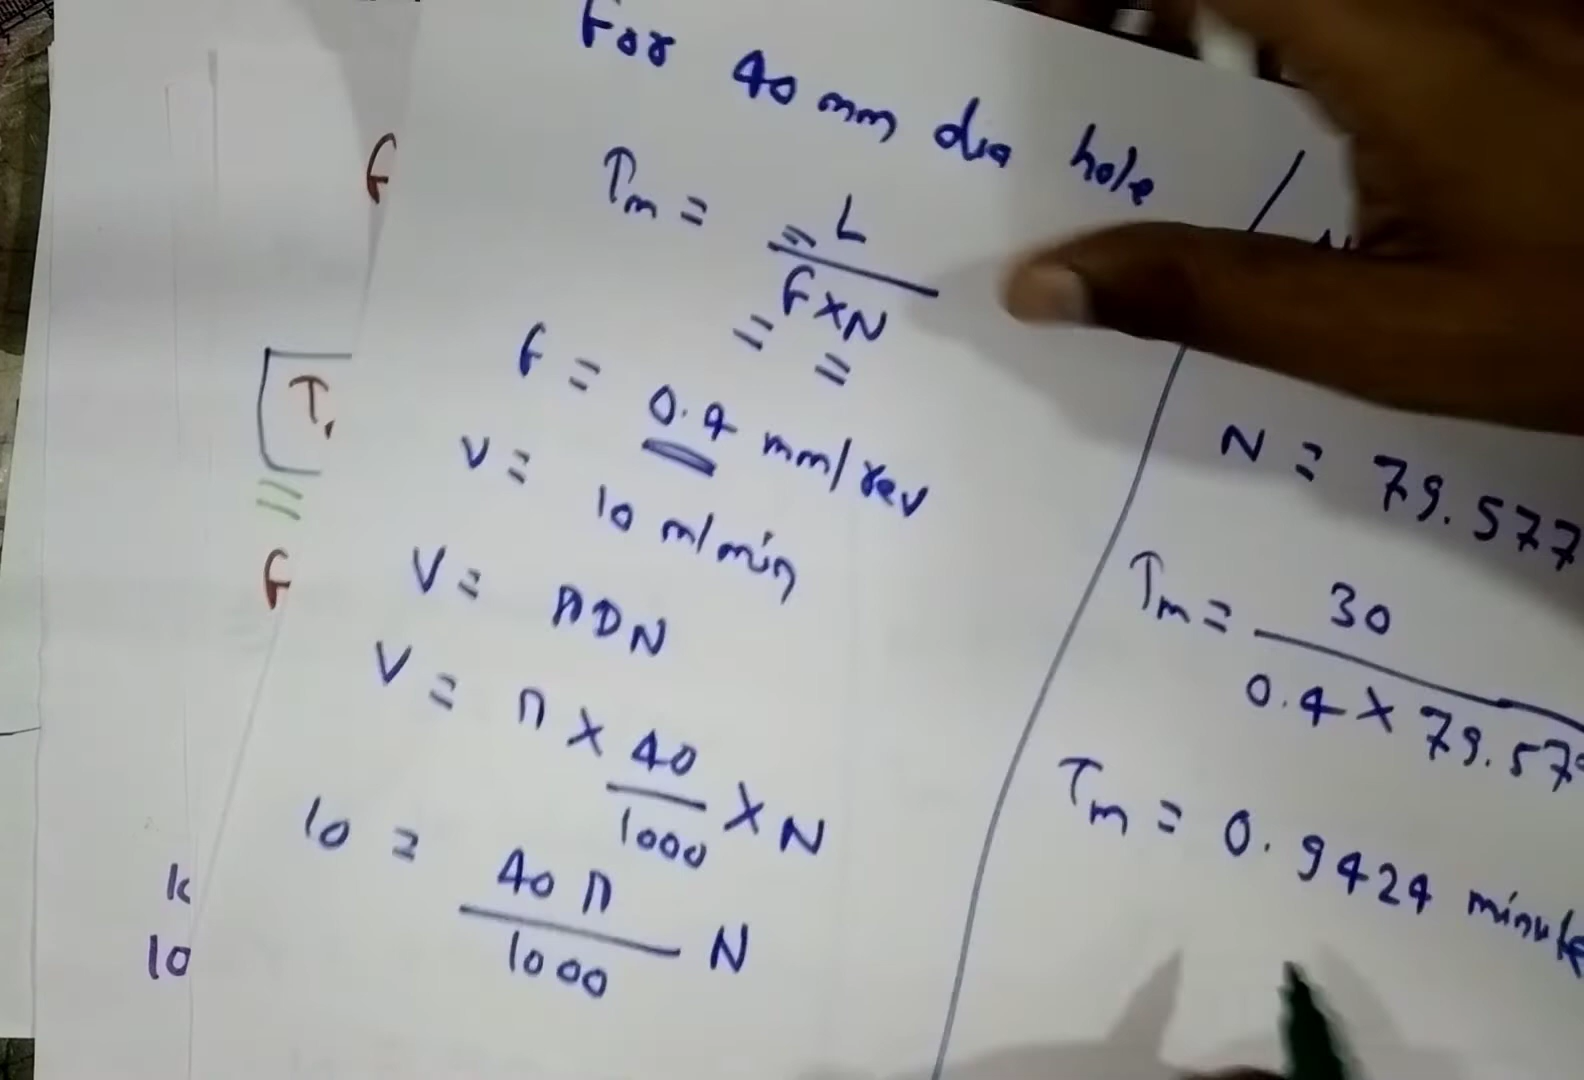 For 40 mm dia hole
Tm = L / F×N
f = 0.4 mm/rev
V = 10 m/min
V = πDN
V = π × 40/1000 × N
10 = 40π/1000 N
N = 79.577
Tm = 30 / 0.4 × 79.57
Tm = 0.9424 minute
F
T,
F
k
10